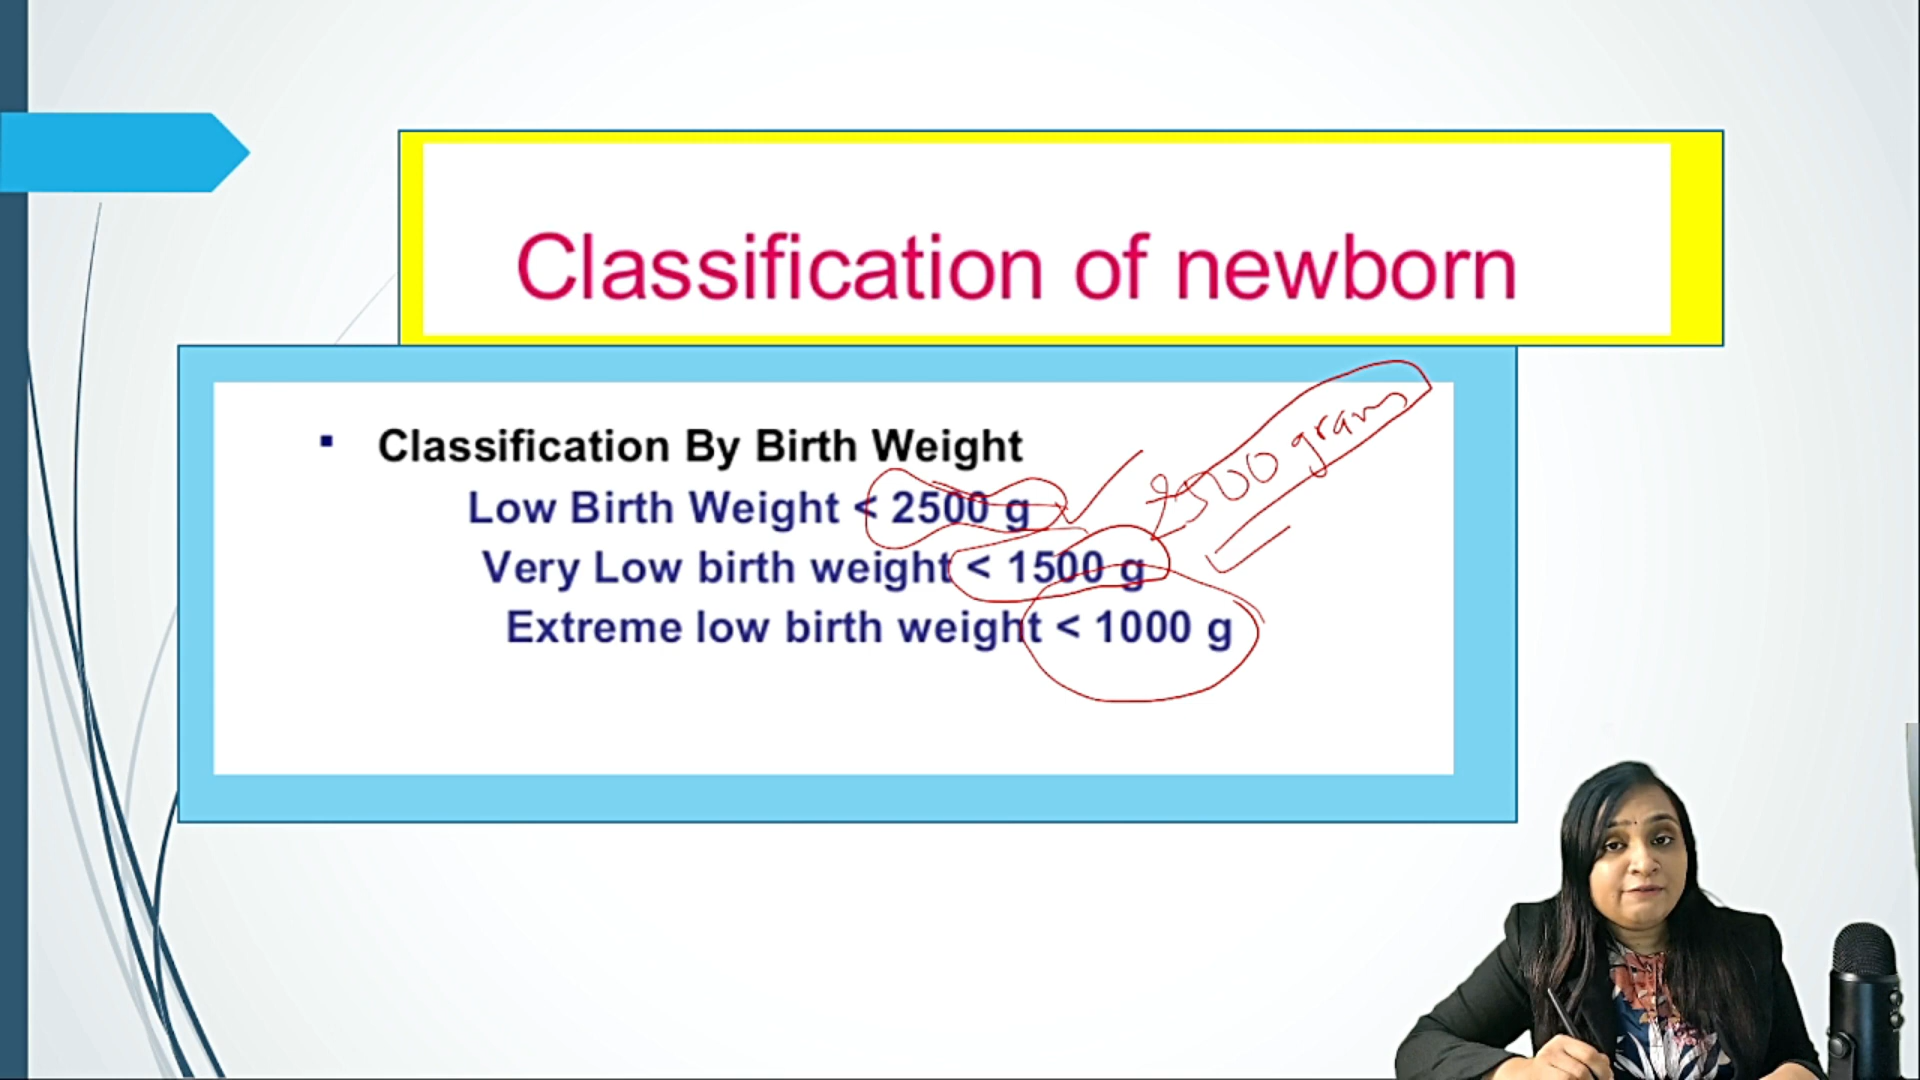 Classification of newborn
▪ Classification By Birth Weight
2500 gram
Low Birth Weight < 2500 g
Very Low birth weight < 1500 g
Extreme low birth weight < 1000 g